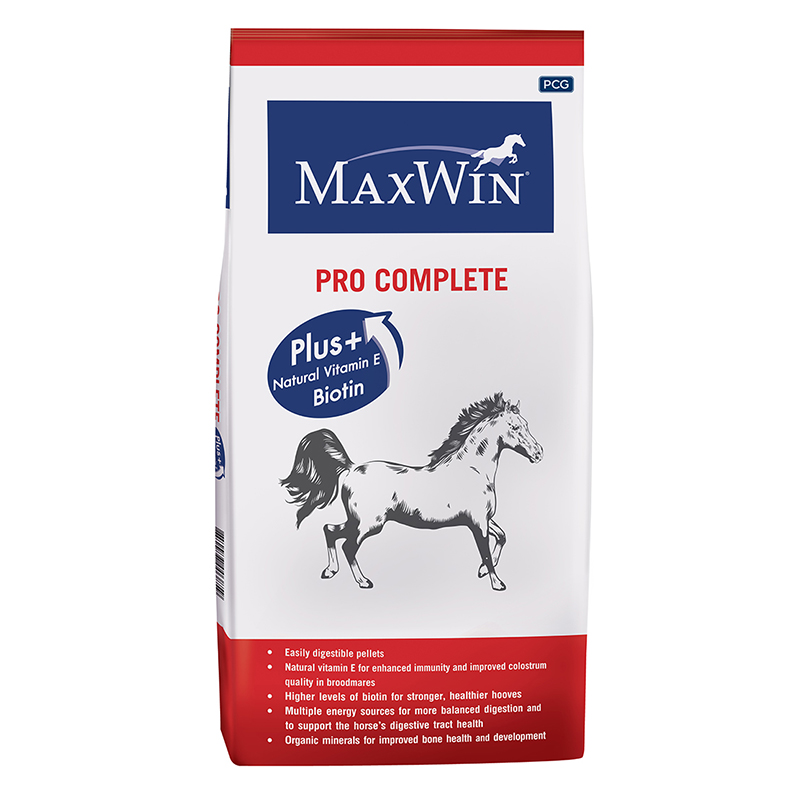 PCG
MAXWIN®
PRO COMPLETE
Plus+
Natural Vitamin E
Biotin
• Easily digestible pellets
• Natural vitamin E for enhanced immunity and improved colostrum
quality in broodmares
• Higher levels of biotin for stronger, healthier hooves
• Multiple energy sources for more balanced digestion and
to support the horse's digestive tract health
• Organic minerals for improved bone health and development
COMPLETE
Plus+